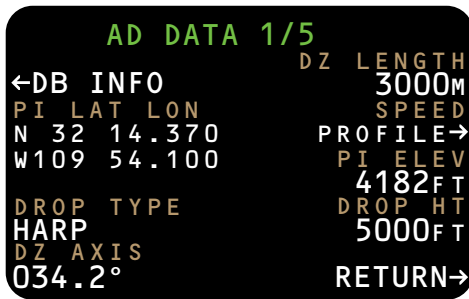 AD DATA 1/5
DZ LENGTH
←DB INFO 3000M
PI LAT LON SPEED
N 32 14.370 PROFILE→
W109 54.100 PI ELEV
4182FT
DROP TYPE DROP HT
HARP 5000FT
DZ AXIS
034.2° RETURN→